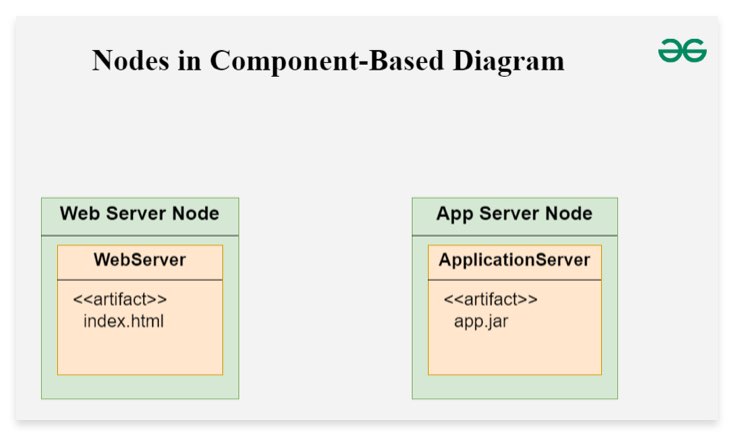 Nodes in Component-Based Diagram
Web Server Node
WebServer
<<artifact>>
index.html
App Server Node
ApplicationServer
<<artifact>>
app.jar